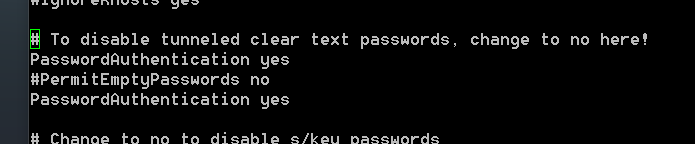 #IgnoreRhosts yes
# To disable tunneled clear text passwords, change to no here!
PasswordAuthentication yes
#PermitEmptyPasswords no
PasswordAuthentication yes
# Change to no to disable s/key passwords